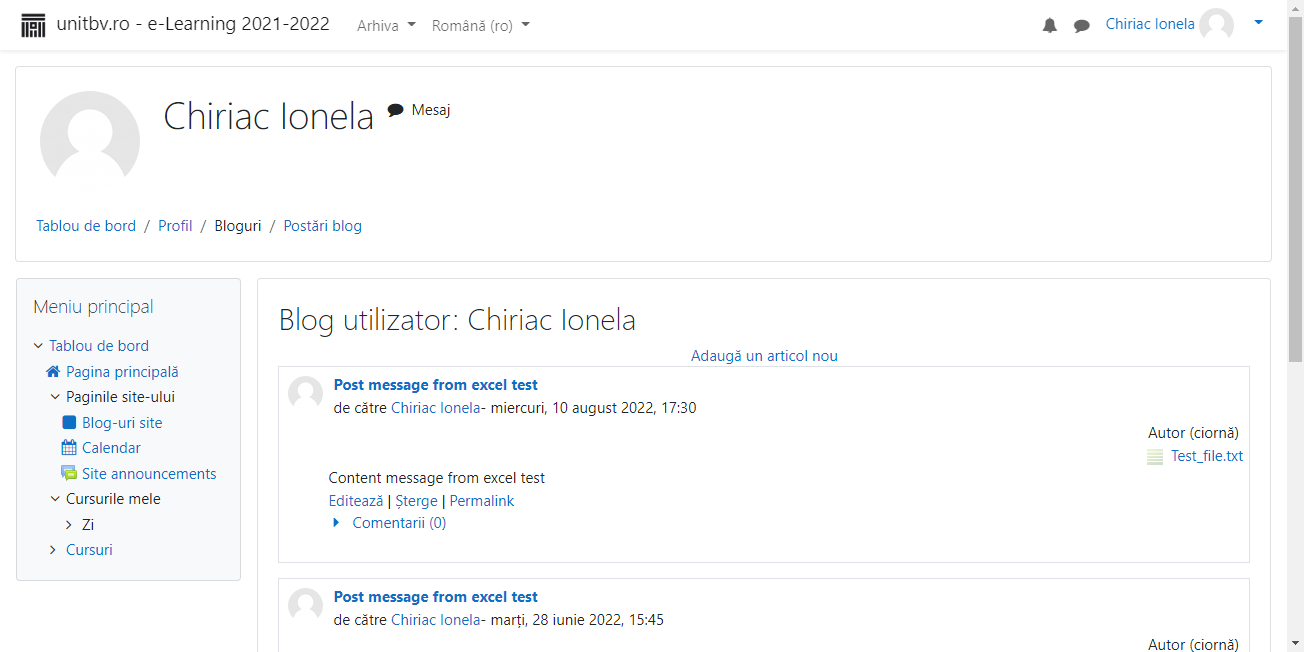 unitbv.ro - e-Learning 2021-2022 Arhiva Română (ro) Chiriac Ionela
Chiriac Ionela Mesaj
Tablou de bord / Profil / Bloguri / Postări blog
Meniu principal
Tablou de bord
Pagina principală
Paginile site-ului
Blog-uri site
Calendar
Site announcements
Cursurile mele
Zi
Cursuri
Blog utilizator: Chiriac Ionela
Adaugă un articol nou
Post message from excel test
de către Chiriac Ionela- miercuri, 10 august 2022, 17:30
Autor (ciornă)
Test_file.txt
Content message from excel test
Editează | Șterge | Permalink
Comentarii (0)
Post message from excel test
de către Chiriac Ionela- marți, 28 iunie 2022, 15:45
Autor (ciornă)